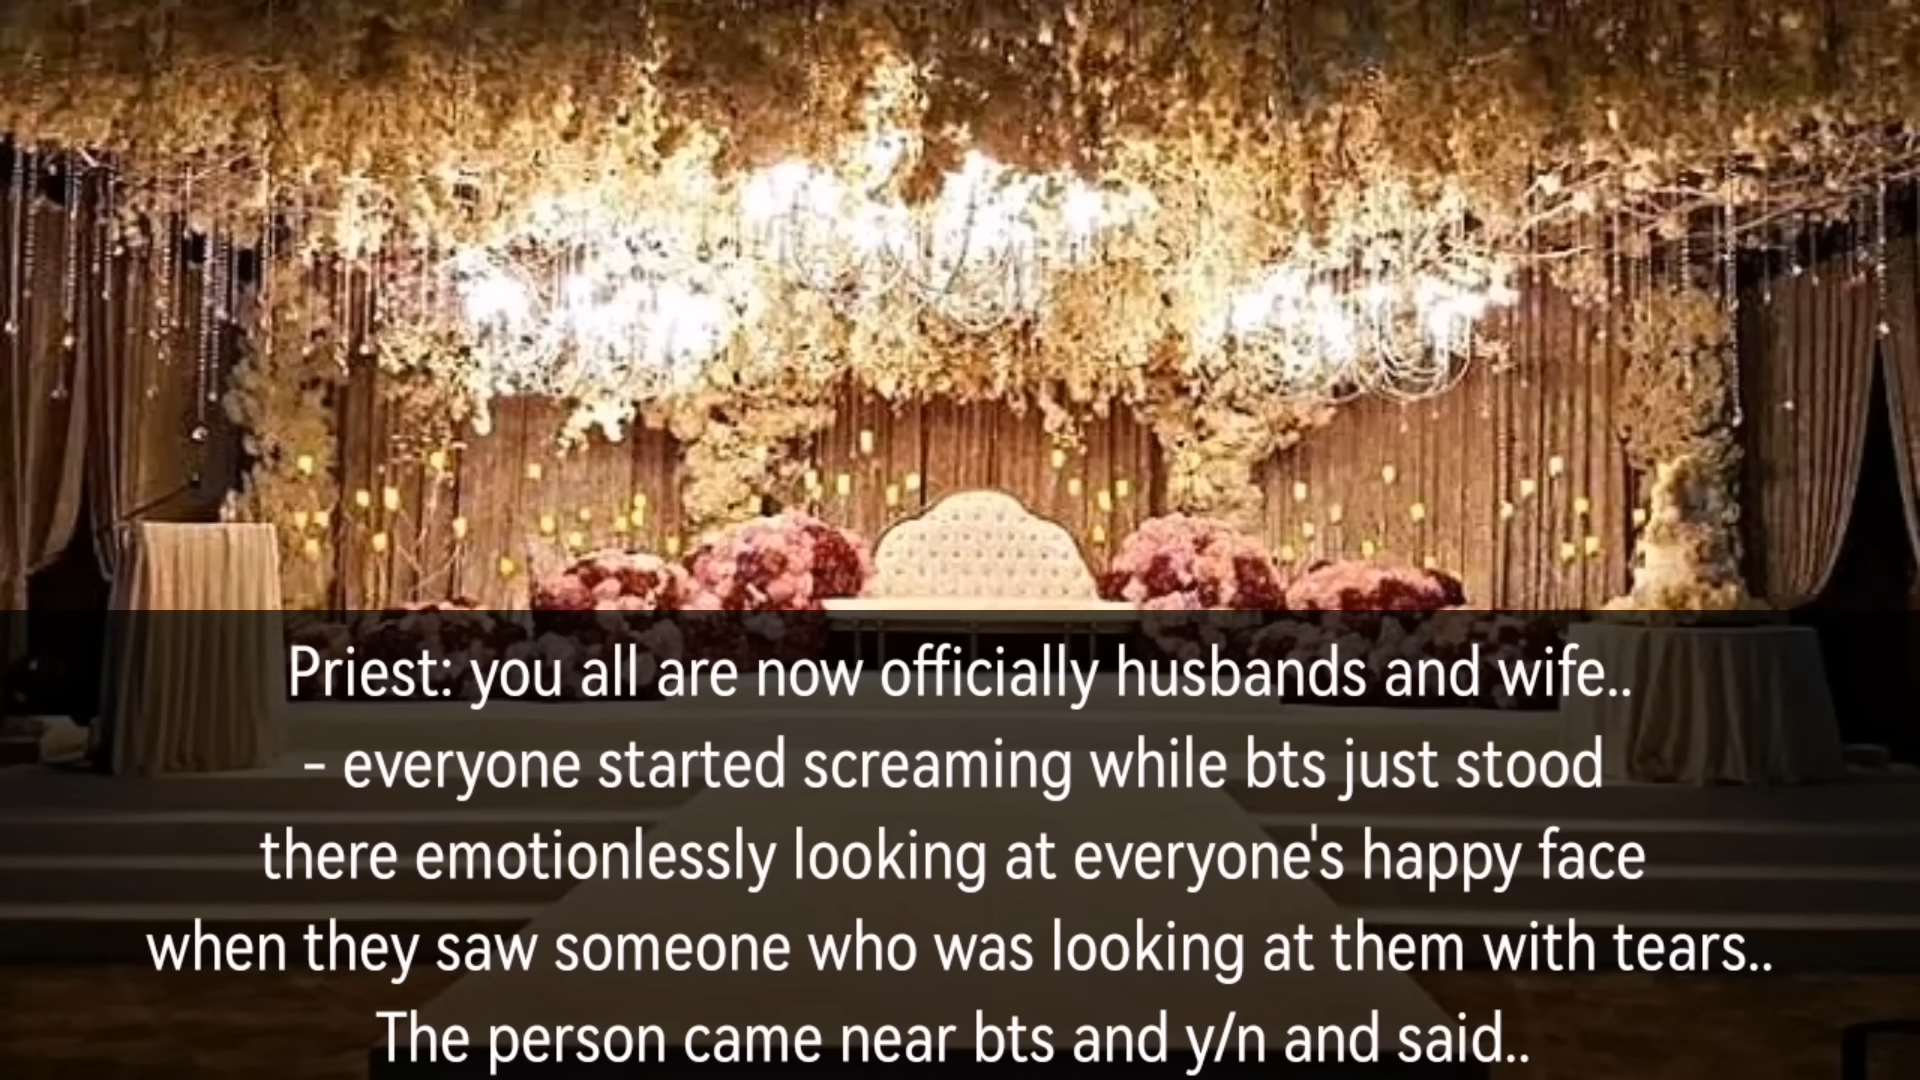 Priest: you all are now officially husbands and wife..
- everyone started screaming while bts just stood
there emotionlessly looking at everyone's happy face
when they saw someone who was looking at them with tears..
The person came near bts and y/n and said..